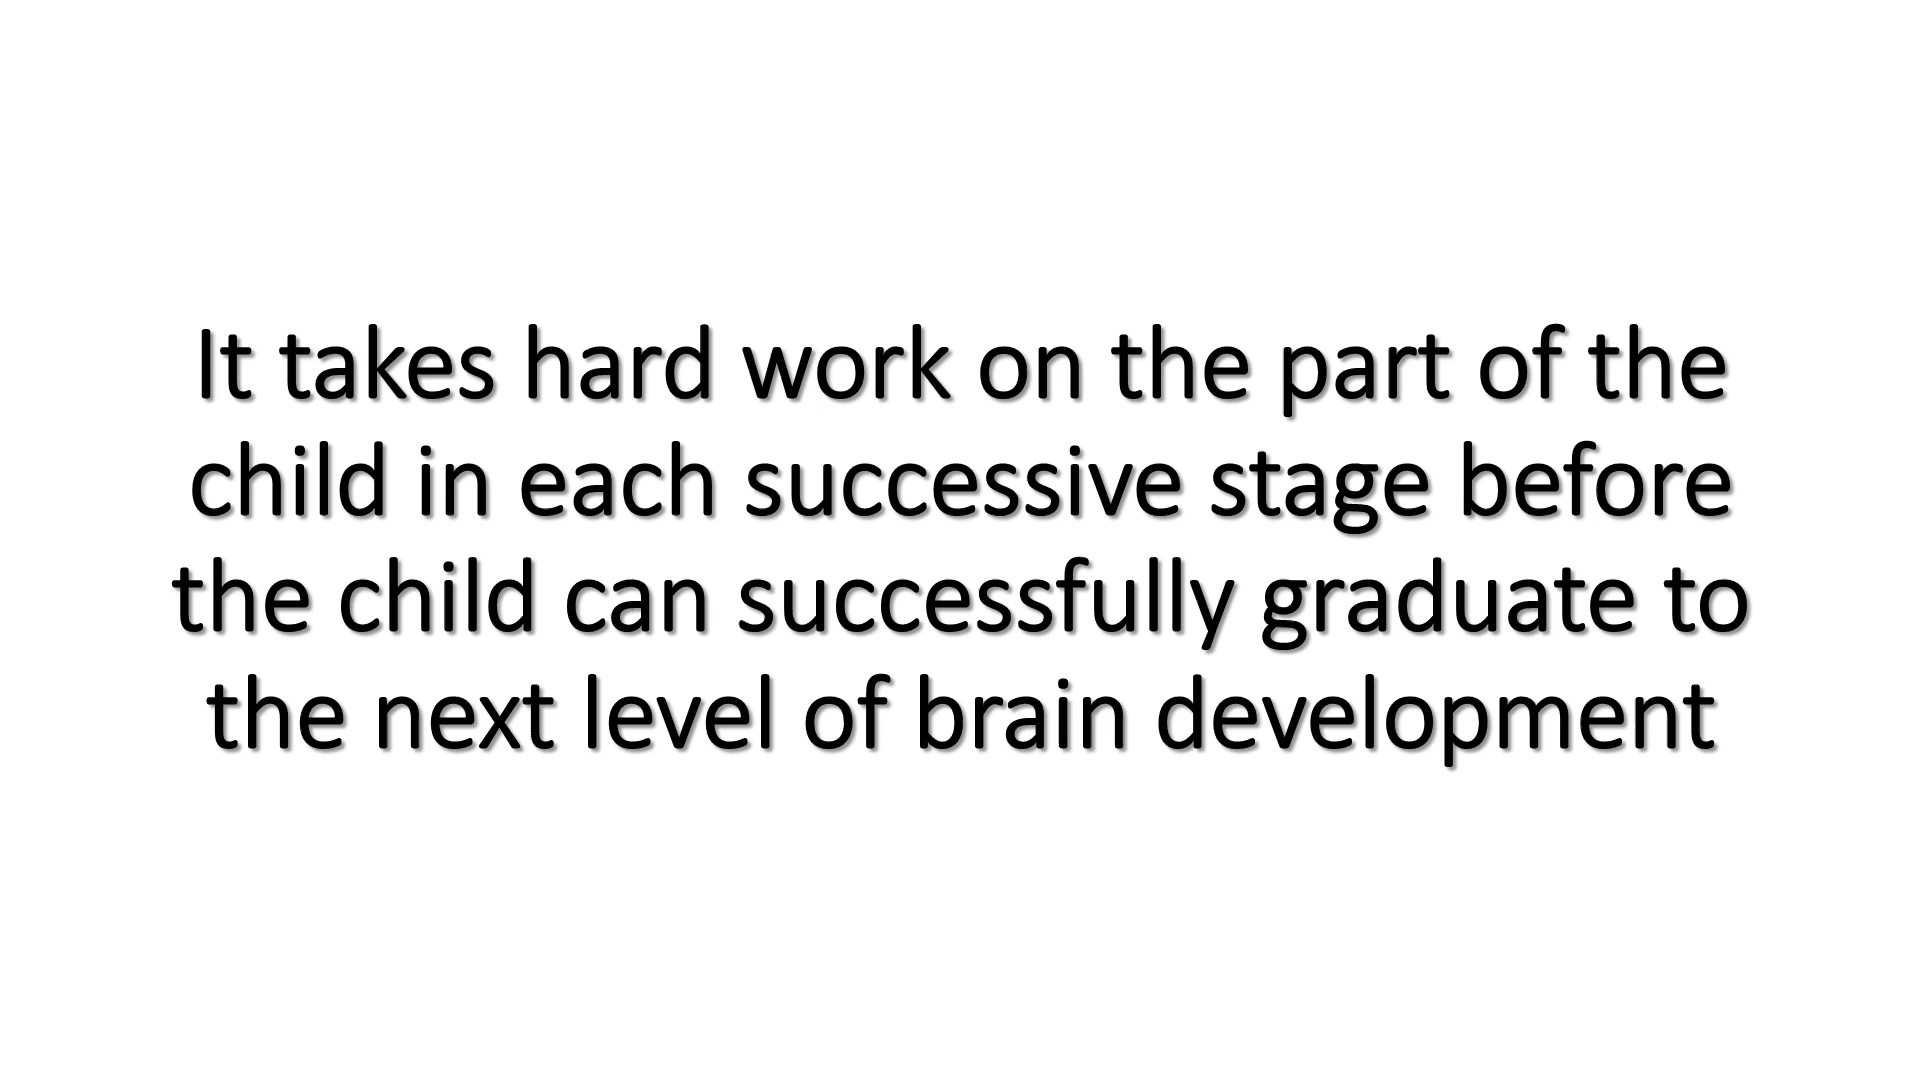 It takes hard work on the part of the
child in each successive stage before
the child can successfully graduate to
the next level of brain development